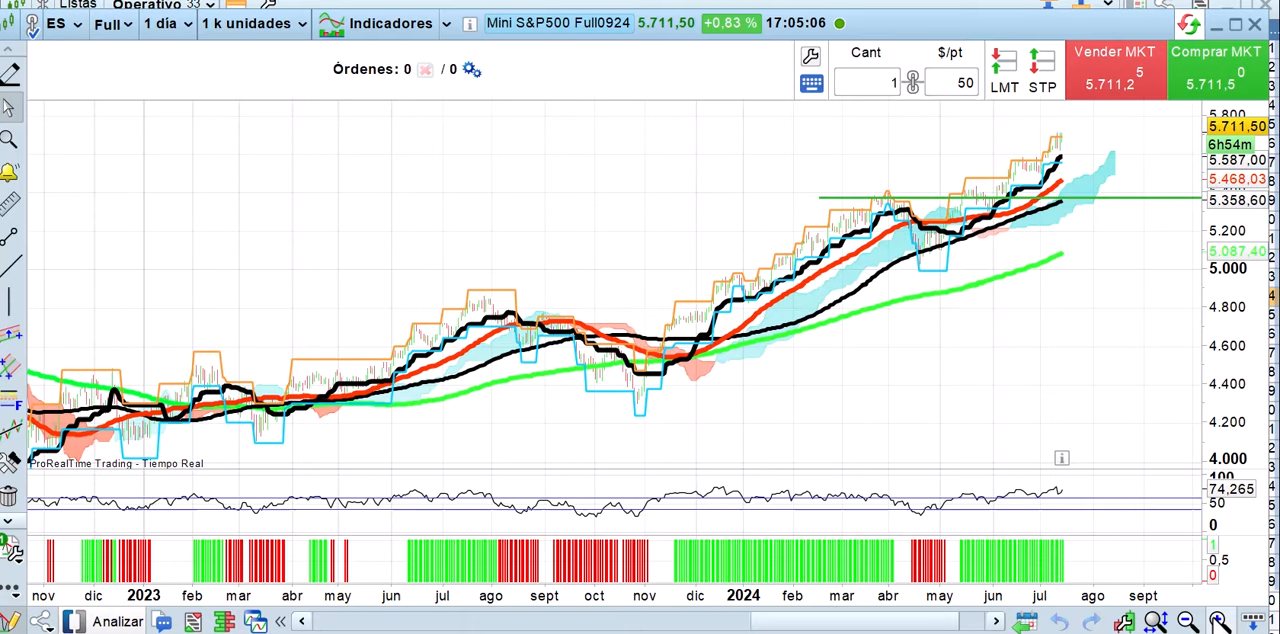 Listas
Operativo 33
ES Full 1 día 1 k unidades Indicadores Mini S&P500 Full0924 5.711,50 +0,83 % 17:05:06
Órdenes: 0 / 0
Cant $/pt
1 50
LMT STP
Vender MKT
5.711,2 5
Comprar MKT
5.711,5 0
5.800
5.711,50
6h54m
5.587,00
5.468,03
5.358,60
5.200
5.087,40
5.000
4.800
4.600
4.400
4.200
4.000
ProRealTime Trading - Tiempo Real
100
74,265
50
0
1
0,5
0
nov dic 2023 feb mar abr may jun jul ago sept oct nov dic 2024 feb mar abr may jun jul ago sept
Analizar